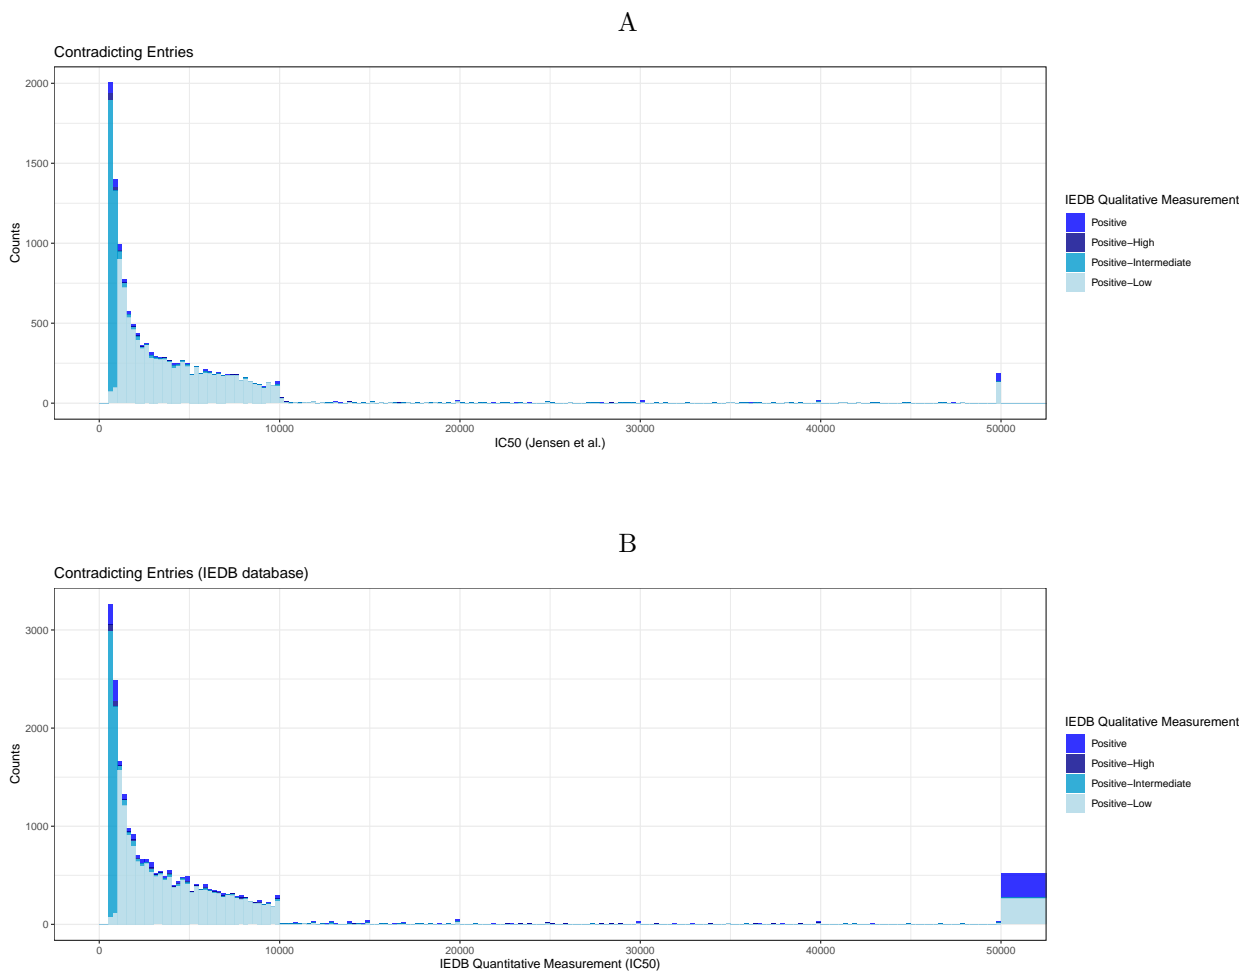 A
Contradicting Entries
2000
1500
1000
500
0
Counts
0 10000 20000 30000 40000 50000
IC50 (Jensen et al.)
IEDB Qualitative Measurement
Positive
Positive−High
Positive−Intermediate
Positive−Low
B
Contradicting Entries (IEDB database)
3000
2000
1000
0
Counts
0 10000 20000 30000 40000 50000
IEDB Quantitative Measurement (IC50)
IEDB Qualitative Measurement
Positive
Positive−High
Positive−Intermediate
Positive−Low